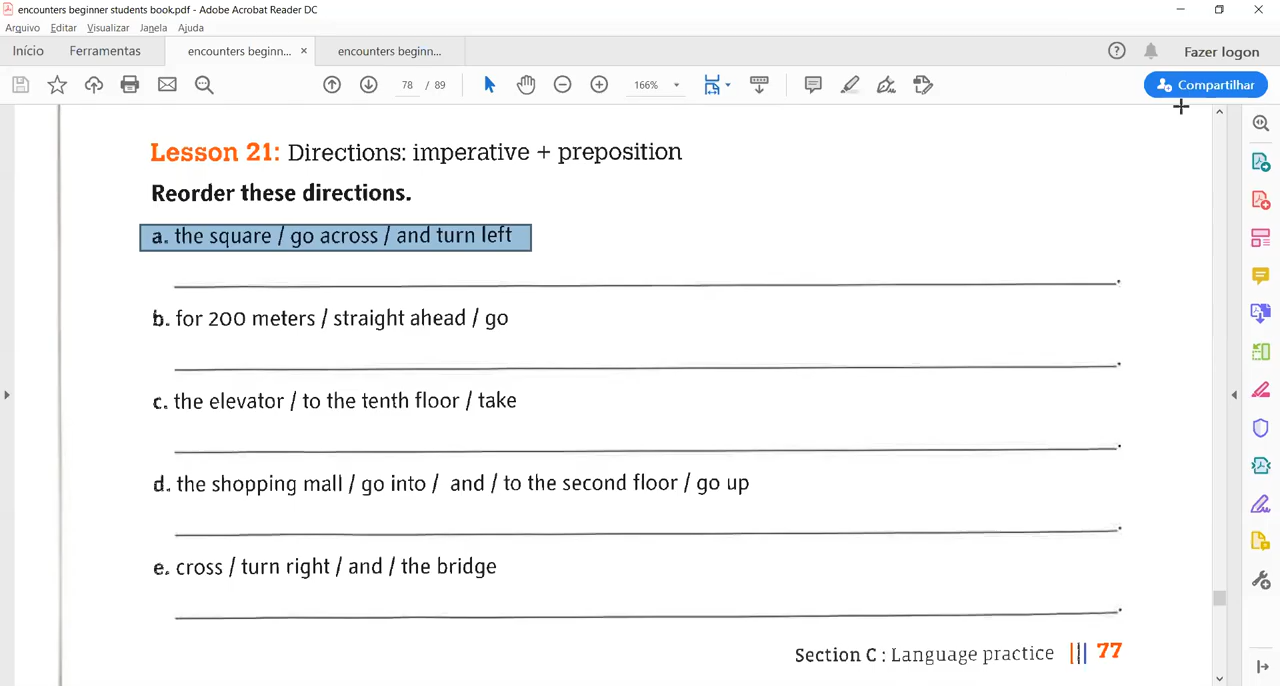 encounters beginner students book.pdf - Adobe Acrobat Reader DC
Arquivo Editar Visualizar Janela Ajuda
Início Ferramentas encounters beginn... × encounters beginn... Fazer logon
78 / 89 166% Compartilhar
Lesson 21: Directions: imperative + preposition
Reorder these directions.
a. the square / go across / and turn left
b. for 200 meters / straight ahead / go
c. the elevator / to the tenth floor / take
d. the shopping mall / go into / and / to the second floor / go up
e. cross / turn right / and / the bridge
Section C : Language practice 77